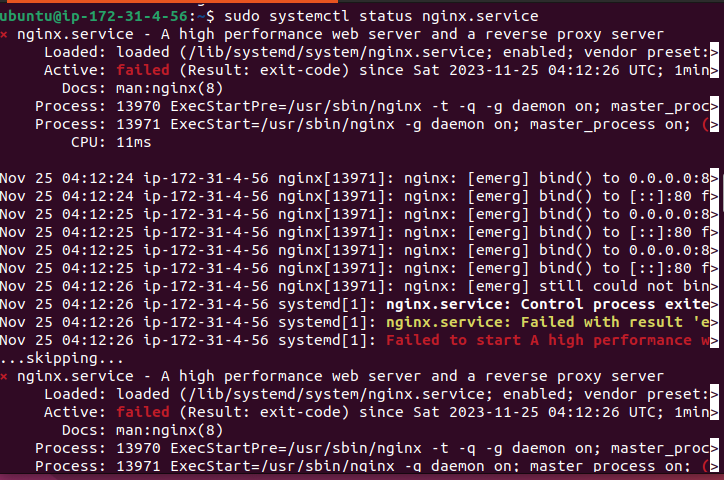 ubuntu@ip-172-31-4-56:~$ sudo systemctl status nginx.service
× nginx.service - A high performance web server and a reverse proxy server
     Loaded: loaded (/lib/systemd/system/nginx.service; enabled; vendor preset:>
     Active: failed (Result: exit-code) since Sat 2023-11-25 04:12:26 UTC; 1min>
       Docs: man:nginx(8)
    Process: 13970 ExecStartPre=/usr/sbin/nginx -t -q -g daemon on; master_proc>
    Process: 13971 ExecStart=/usr/sbin/nginx -g daemon on; master_process on; (>
        CPU: 11ms

Nov 25 04:12:24 ip-172-31-4-56 nginx[13971]: nginx: [emerg] bind() to 0.0.0.0:8>
Nov 25 04:12:24 ip-172-31-4-56 nginx[13971]: nginx: [emerg] bind() to [::]:80 f>
Nov 25 04:12:25 ip-172-31-4-56 nginx[13971]: nginx: [emerg] bind() to 0.0.0.0:8>
Nov 25 04:12:25 ip-172-31-4-56 nginx[13971]: nginx: [emerg] bind() to [::]:80 f>
Nov 25 04:12:25 ip-172-31-4-56 nginx[13971]: nginx: [emerg] bind() to 0.0.0.0:8>
Nov 25 04:12:25 ip-172-31-4-56 nginx[13971]: nginx: [emerg] bind() to [::]:80 f>
Nov 25 04:12:26 ip-172-31-4-56 nginx[13971]: nginx: [emerg] still could not bin>
Nov 25 04:12:26 ip-172-31-4-56 systemd[1]: nginx.service: Control process exite>
Nov 25 04:12:26 ip-172-31-4-56 systemd[1]: nginx.service: Failed with result 'e>
Nov 25 04:12:26 ip-172-31-4-56 systemd[1]: Failed to start A high performance w>
...skipping...
× nginx.service - A high performance web server and a reverse proxy server
     Loaded: loaded (/lib/systemd/system/nginx.service; enabled; vendor preset:>
     Active: failed (Result: exit-code) since Sat 2023-11-25 04:12:26 UTC; 1min>
       Docs: man:nginx(8)
    Process: 13970 ExecStartPre=/usr/sbin/nginx -t -q -g daemon on; master_proc>
    Process: 13971 ExecStart=/usr/sbin/nginx -g daemon on; master_process on; (>